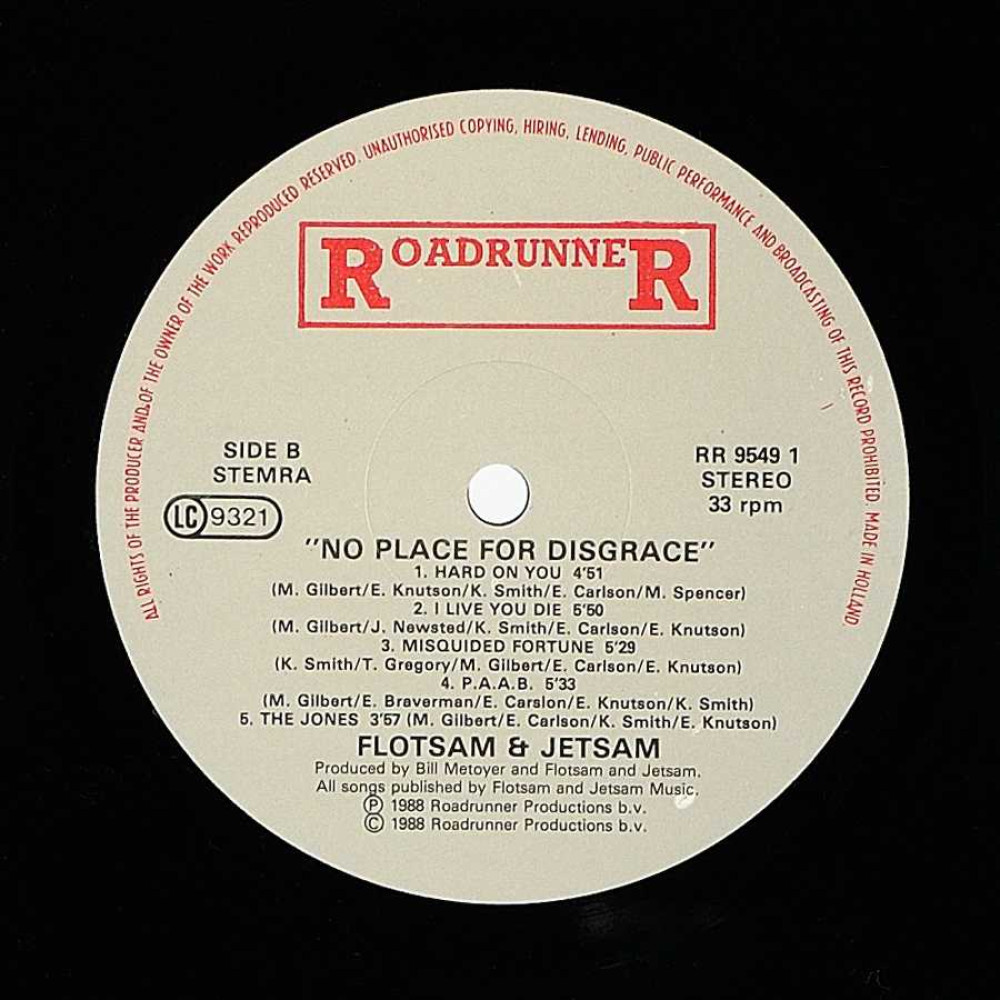 ALL RIGHTS OF THE PRODUCER AND.OF THE OWNER OF THE WORK REPRODUCED RESERVED. UNAUTHORISED COPYING, HIRING, LENDING, PUBLIC PERFORMANCE AND BROADCASTING OF THIS RECORD PROHIBITED. MADE IN HOLLAND.
ROADRUNNER
SIDE B
STEMRA
LC 9321
RR 9549 1
STEREO
33 rpm
"NO PLACE FOR DISGRACE"
1. HARD ON YOU 4'51
(M. Gilbert/E. Knutson/K. Smith/E. Carlson/M. Spencer)
2. I LIVE YOU DIE 5'50
(M. Gilbert/J. Newsted/K. Smith/E. Carlson/E. Knutson)
3. MISQUIDED FORTUNE 5'29
(K. Smith/T. Gregory/M. Gilbert/E. Carlson/E. Knutson)
4. P.A.A.B. 5'33
(M. Gilbert/E. Braverman/E. Carslon/E. Knutson/K. Smith)
5. THE JONES 3'57 (M. Gilbert/E. Carlson/K. Smith/E. Knutson)
FLOTSAM & JETSAM
Produced by Bill Metoyer and Flotsam and Jetsam.
All songs published by Flotsam and Jetsam Music.
℗ 1988 Roadrunner Productions b.v.
© 1988 Roadrunner Productions b.v.